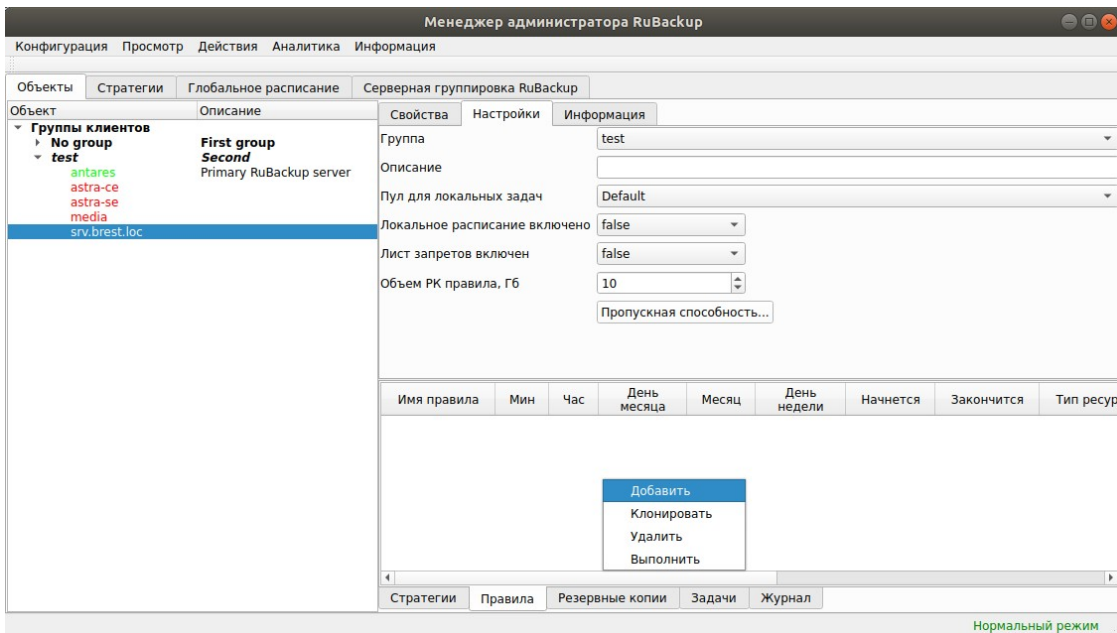 Менеджер администратора RuBackup
Конфигурация Просмотр Действия Аналитика Информация
Объекты Стратегии Глобальное расписание Серверная группировка RuBackup
Объект Описание
Группы клиентов
No group First group
test Second
antares Primary RuBackup server
astra-ce
astra-se
media
srv.brest.loc
Свойства Настройки Информация
Группа test
Описание
Пул для локальных задач Default
Локальное расписание включено false
Лист запретов включен false
Объем РК правила, Гб 10
Пропускная способность...
Имя правила Мин Час День месяца Месяц День недели Начнется Закончится Тип ресур
Добавить
Клонировать
Удалить
Выполнить
Стратегии Правила Резервные копии Задачи Журнал
Нормальный режим